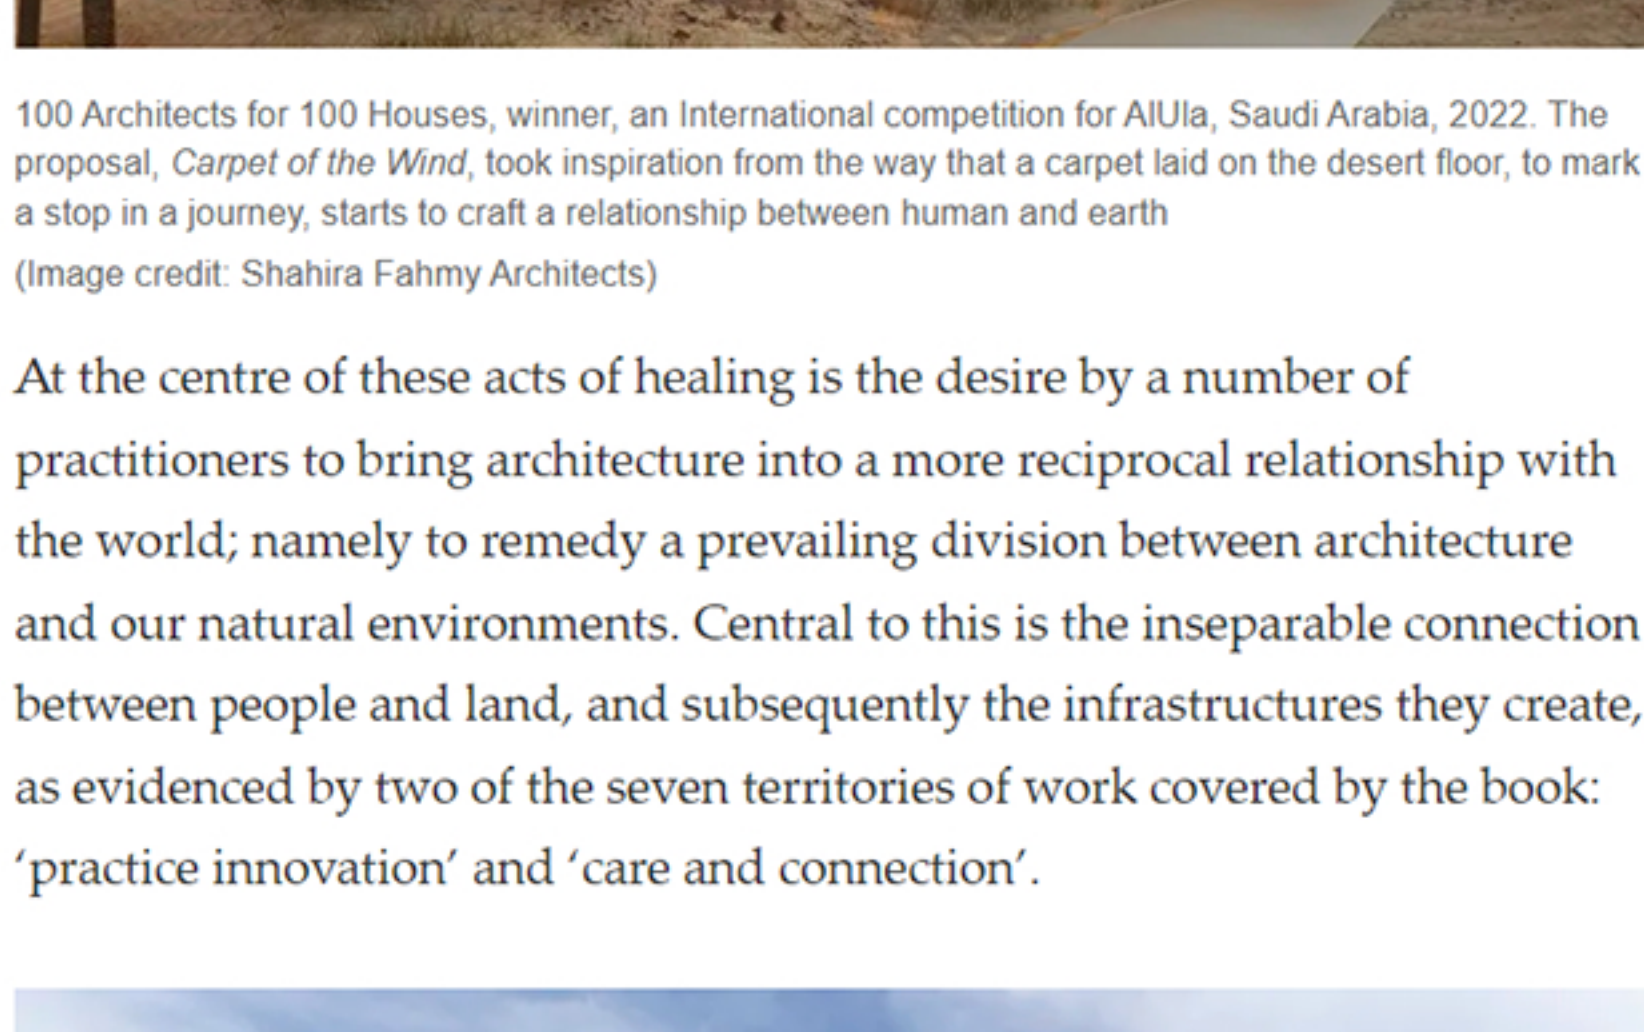 100 Architects for 100 Houses, winner, an International competition for AlUla, Saudi Arabia, 2022. The
proposal, Carpet of the Wind, took inspiration from the way that a carpet laid on the desert floor, to mark
a stop in a journey, starts to craft a relationship between human and earth
(Image credit: Shahira Fahmy Architects)
At the centre of these acts of healing is the desire by a number of
practitioners to bring architecture into a more reciprocal relationship with
the world; namely to remedy a prevailing division between architecture
and our natural environments. Central to this is the inseparable connection
between people and land, and subsequently the infrastructures they create,
as evidenced by two of the seven territories of work covered by the book:
‘practice innovation’ and ‘care and connection’.